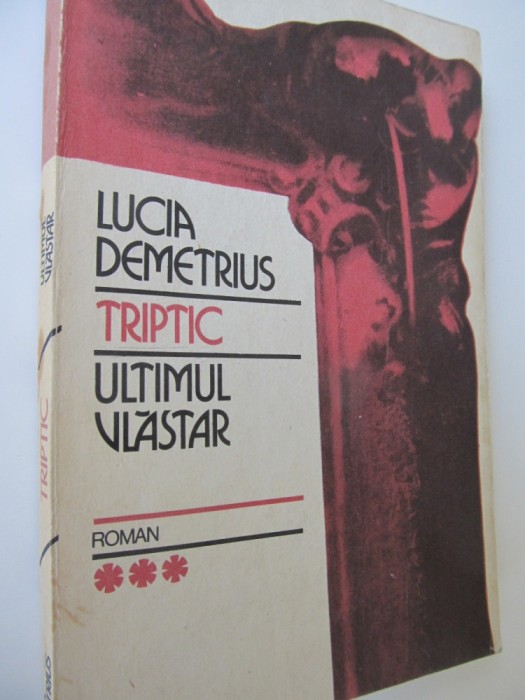 LUCIA
DEMETRIUS
TRIPTIC
ULTIMUL
VLĂSTAR
ROMAN
***
ULTIMUL
VLĂSTAR
TRIPTIC